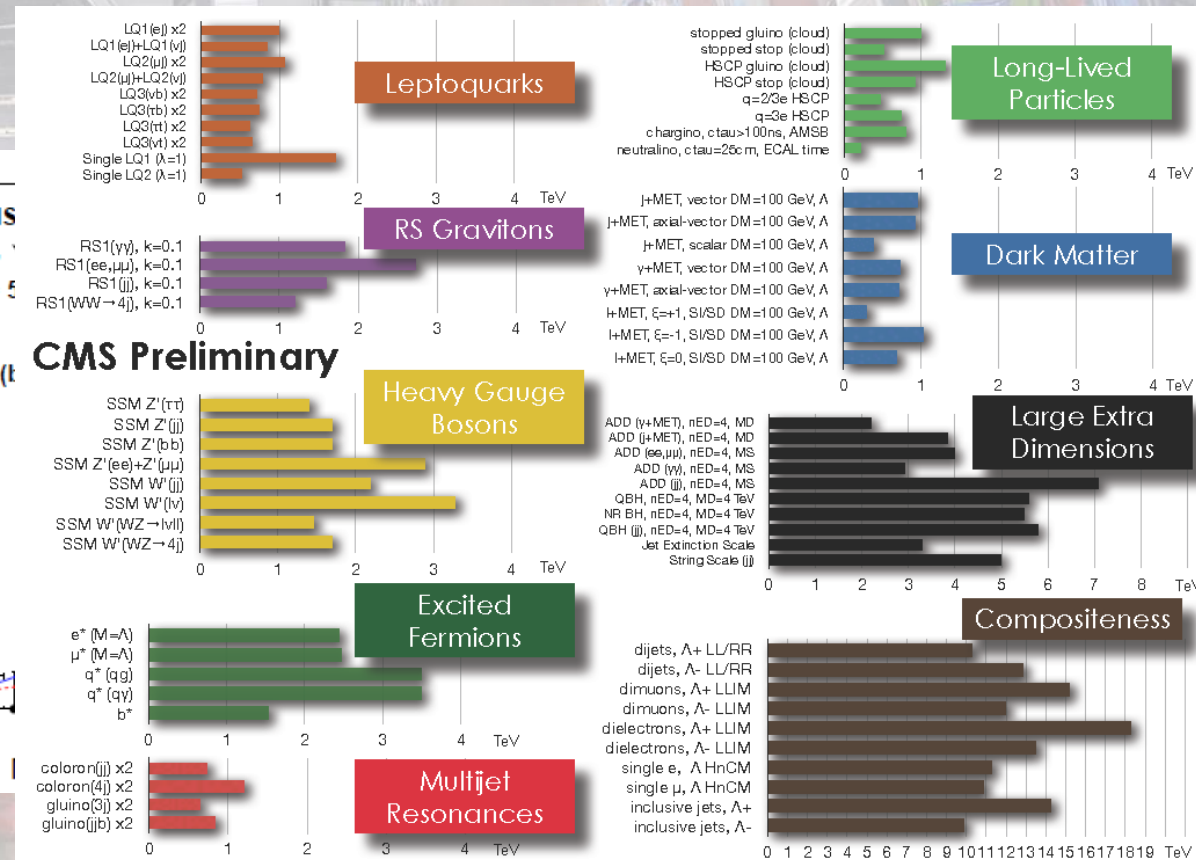 LQ1(ej) x2
LQ1(ej)+LQ1(νj)
LQ2(μj) x2
LQ2(μj)+LQ2(νj)
LQ3(νb) x2
LQ3(τb) x2
LQ3(τt) x2
LQ3(νt) x2
Single LQ1 (λ=1)
Single LQ2 (λ=1)
0 1 2 3 4 TeV
Leptoquarks
RS Gravitons
RS1(γγ), k=0.1
RS1(ee,μμ), k=0.1
RS1(jj), k=0.1
RS1(WW→4j), k=0.1
0 1 2 3 4 TeV
CMS Preliminary
Heavy Gauge
Bosons
SSM Z'(ττ)
SSM Z'(jj)
SSM Z'(bb)
SSM Z'(ee)+Z'(μμ)
SSM W'(jj)
SSM W'(lν)
SSM W'(WZ→lνll)
SSM W'(WZ→4j)
0 1 2 3 4 TeV
Excited
Fermions
e* (M=Λ)
μ* (M=Λ)
q* (qg)
q* (qγ)
b*
0 1 2 3 4 TeV
coloron(jj) x2
coloron(4j) x2
gluino(3j) x2
gluino(jjb) x2
0 1 2 3 4 TeV
Multijet
Resonances
stopped gluino (cloud)
stopped stop (cloud)
HSCP gluino (cloud)
HSCP stop (cloud)
q=2/3e HSCP
q=3e HSCP
chargino, ctau>100ns, AMSB
neutralino, ctau=25cm, ECAL time
0 1 2 3 4 TeV
Long-Lived
Particles
j+MET, vector DM=100 GeV, Λ
j+MET, axial-vector DM=100 GeV, Λ
j+MET, scalar DM=100 GeV, Λ
γ+MET, vector DM=100 GeV, Λ
γ+MET, axial-vector DM=100 GeV, Λ
l+MET, ξ=+1, SI/SD DM=100 GeV, Λ
l+MET, ξ=-1, SI/SD DM=100 GeV, Λ
l+MET, ξ=0, SI/SD DM=100 GeV, Λ
0 1 2 3 4 TeV
Dark Matter
Large Extra
Dimensions
ADD (γ+MET), nED=4, MD
ADD (j+MET), nED=4, MD
ADD (ee,μμ), nED=4, MS
ADD (γγ), nED=4, MS
ADD (jj), nED=4, MS
QBH, nED=4, MD=4 TeV
NR BH, nED=4, MD=4 TeV
QBH (jj), nED=4, MD=4 TeV
Jet Extinction Scale
String Scale (jj)
0 1 2 3 4 5 6 7 8 9 TeV
Compositeness
dijets, Λ+ LL/RR
dijets, Λ- LL/RR
dimuons, Λ+ LLIM
dimuons, Λ- LLIM
dielectrons, Λ+ LLIM
dielectrons, Λ- LLIM
single e, Λ HnCM
single μ, Λ HnCM
inclusive jets, Λ+
inclusive jets, Λ-
0 1 2 3 4 5 6 7 8 9 10 11 12 13 14 15 16 17 18 19 TeV